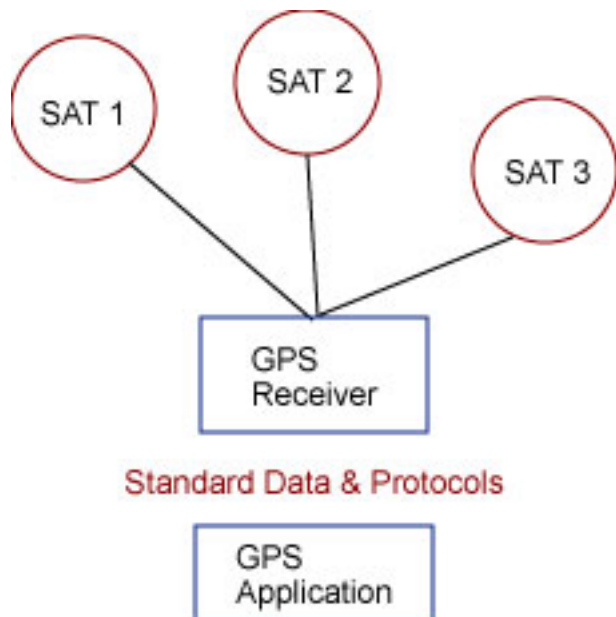 SAT 1
SAT 2
SAT 3
GPS
Receiver
Standard Data & Protocols
GPS
Application